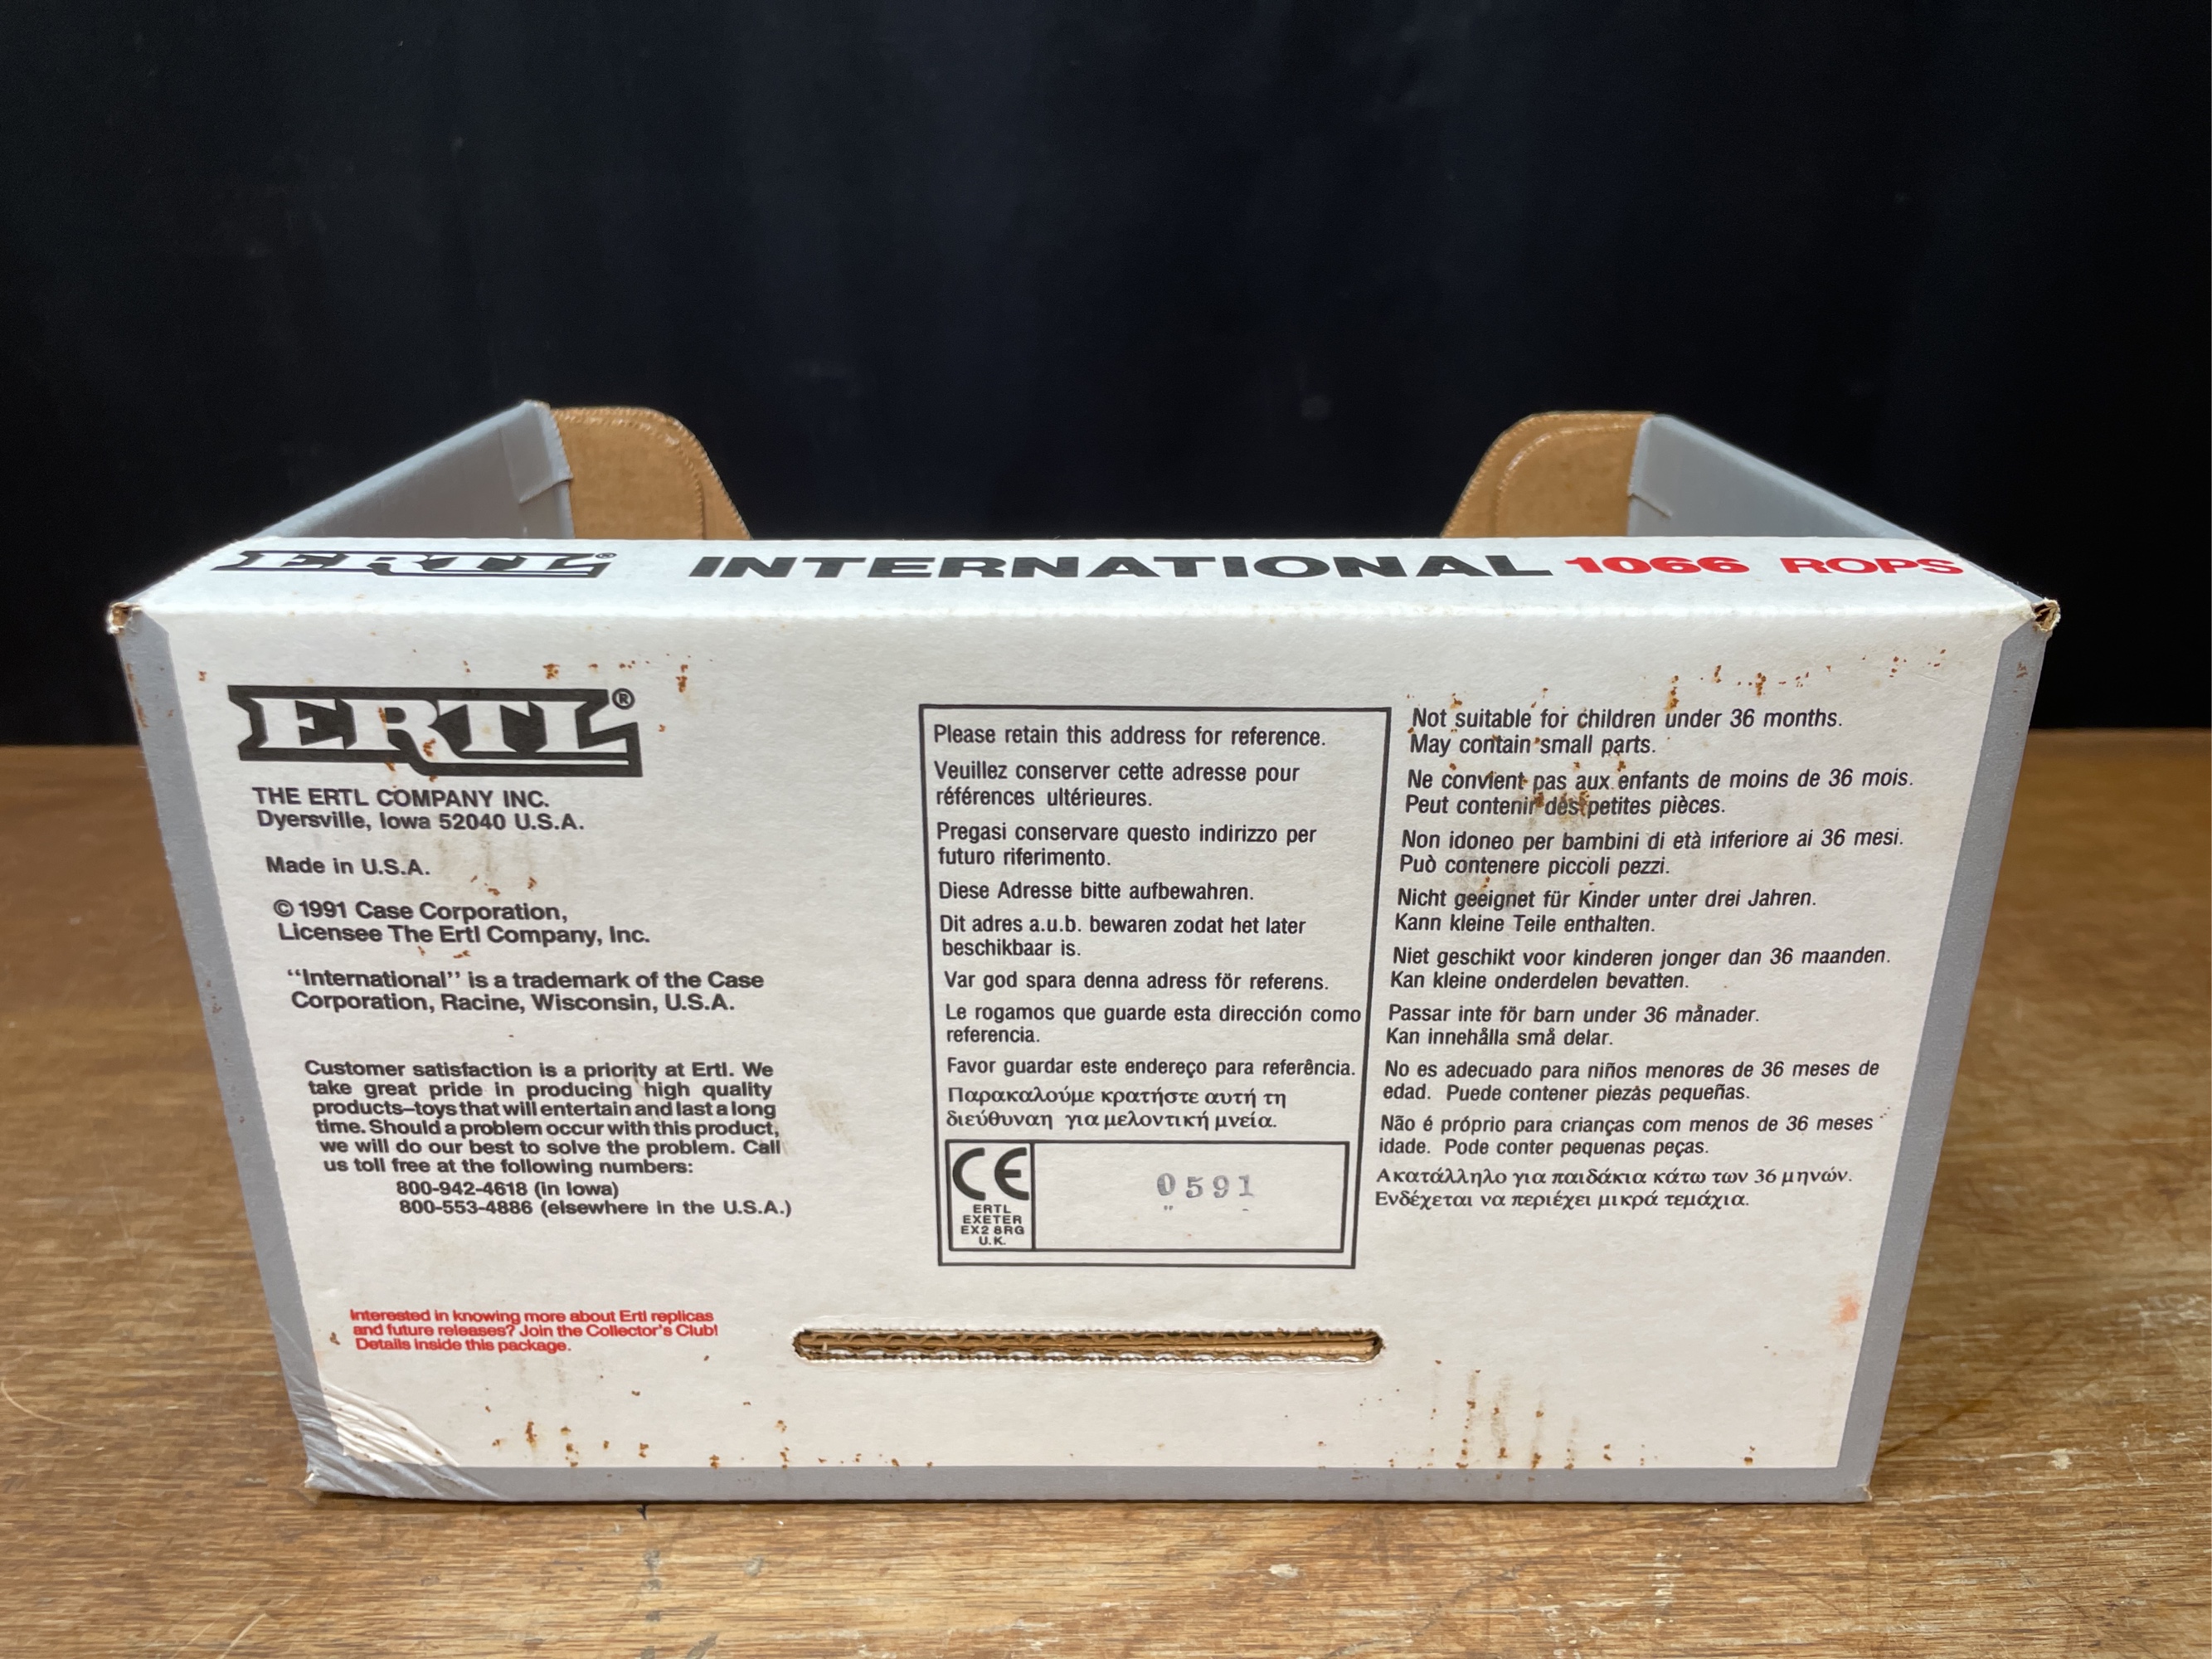 ERTL® INTERNATIONAL 1066 ROPS
ERTL®
THE ERTL COMPANY INC.
Dyersville, Iowa 52040 U.S.A.
Made in U.S.A.
© 1991 Case Corporation,
Licensee The Ertl Company, Inc.
“International” is a trademark of the Case
Corporation, Racine, Wisconsin, U.S.A.
Customer satisfaction is a priority at Ertl. We
take great pride in producing high quality
products–toys that will entertain and last a long
time. Should a problem occur with this product,
we will do our best to solve the problem. Call
us toll free at the following numbers:
800-942-4618 (in Iowa)
800-553-4886 (elsewhere in the U.S.A.)
Interested in knowing more about Ertl replicas
and future releases? Join the Collector's Club!
Details inside this package.
Please retain this address for reference.
Veuillez conserver cette adresse pour
références ultérieures.
Pregasi conservare questo indirizzo per
futuro riferimento.
Diese Adresse bitte aufbewahren.
Dit adres a.u.b. bewaren zodat het later
beschikbaar is.
Var god spara denna adress för referens.
Le rogamos que guarde esta dirección como
referencia.
Favor guardar este endereço para referência.
Παρακαλούμε κρατήστε αυτή τη
διεύθυναη για μελοντική μνεία.
CE
ERTL
EXETER
EX2 8RG
U.K.
0591
Not suitable for children under 36 months.
May contain small parts.
Ne convient pas aux enfants de moins de 36 mois.
Peut contenir des petites pièces.
Non idoneo per bambini di età inferiore ai 36 mesi.
Può contenere piccoli pezzi.
Nicht geeignet für Kinder unter drei Jahren.
Kann kleine Teile enthalten.
Niet geschikt voor kinderen jonger dan 36 maanden.
Kan kleine onderdelen bevatten.
Passar inte för barn under 36 månader.
Kan innehålla små delar.
No es adecuado para niños menores de 36 meses de
edad. Puede contener piezas pequeñas.
Não é próprio para crianças com menos de 36 meses
idade. Pode conter pequenas peças.
Ακατάλληλο για παιδάκια κάτω των 36 μηνών.
Ενδέχεται να περιέχει μικρά τεμάχια.